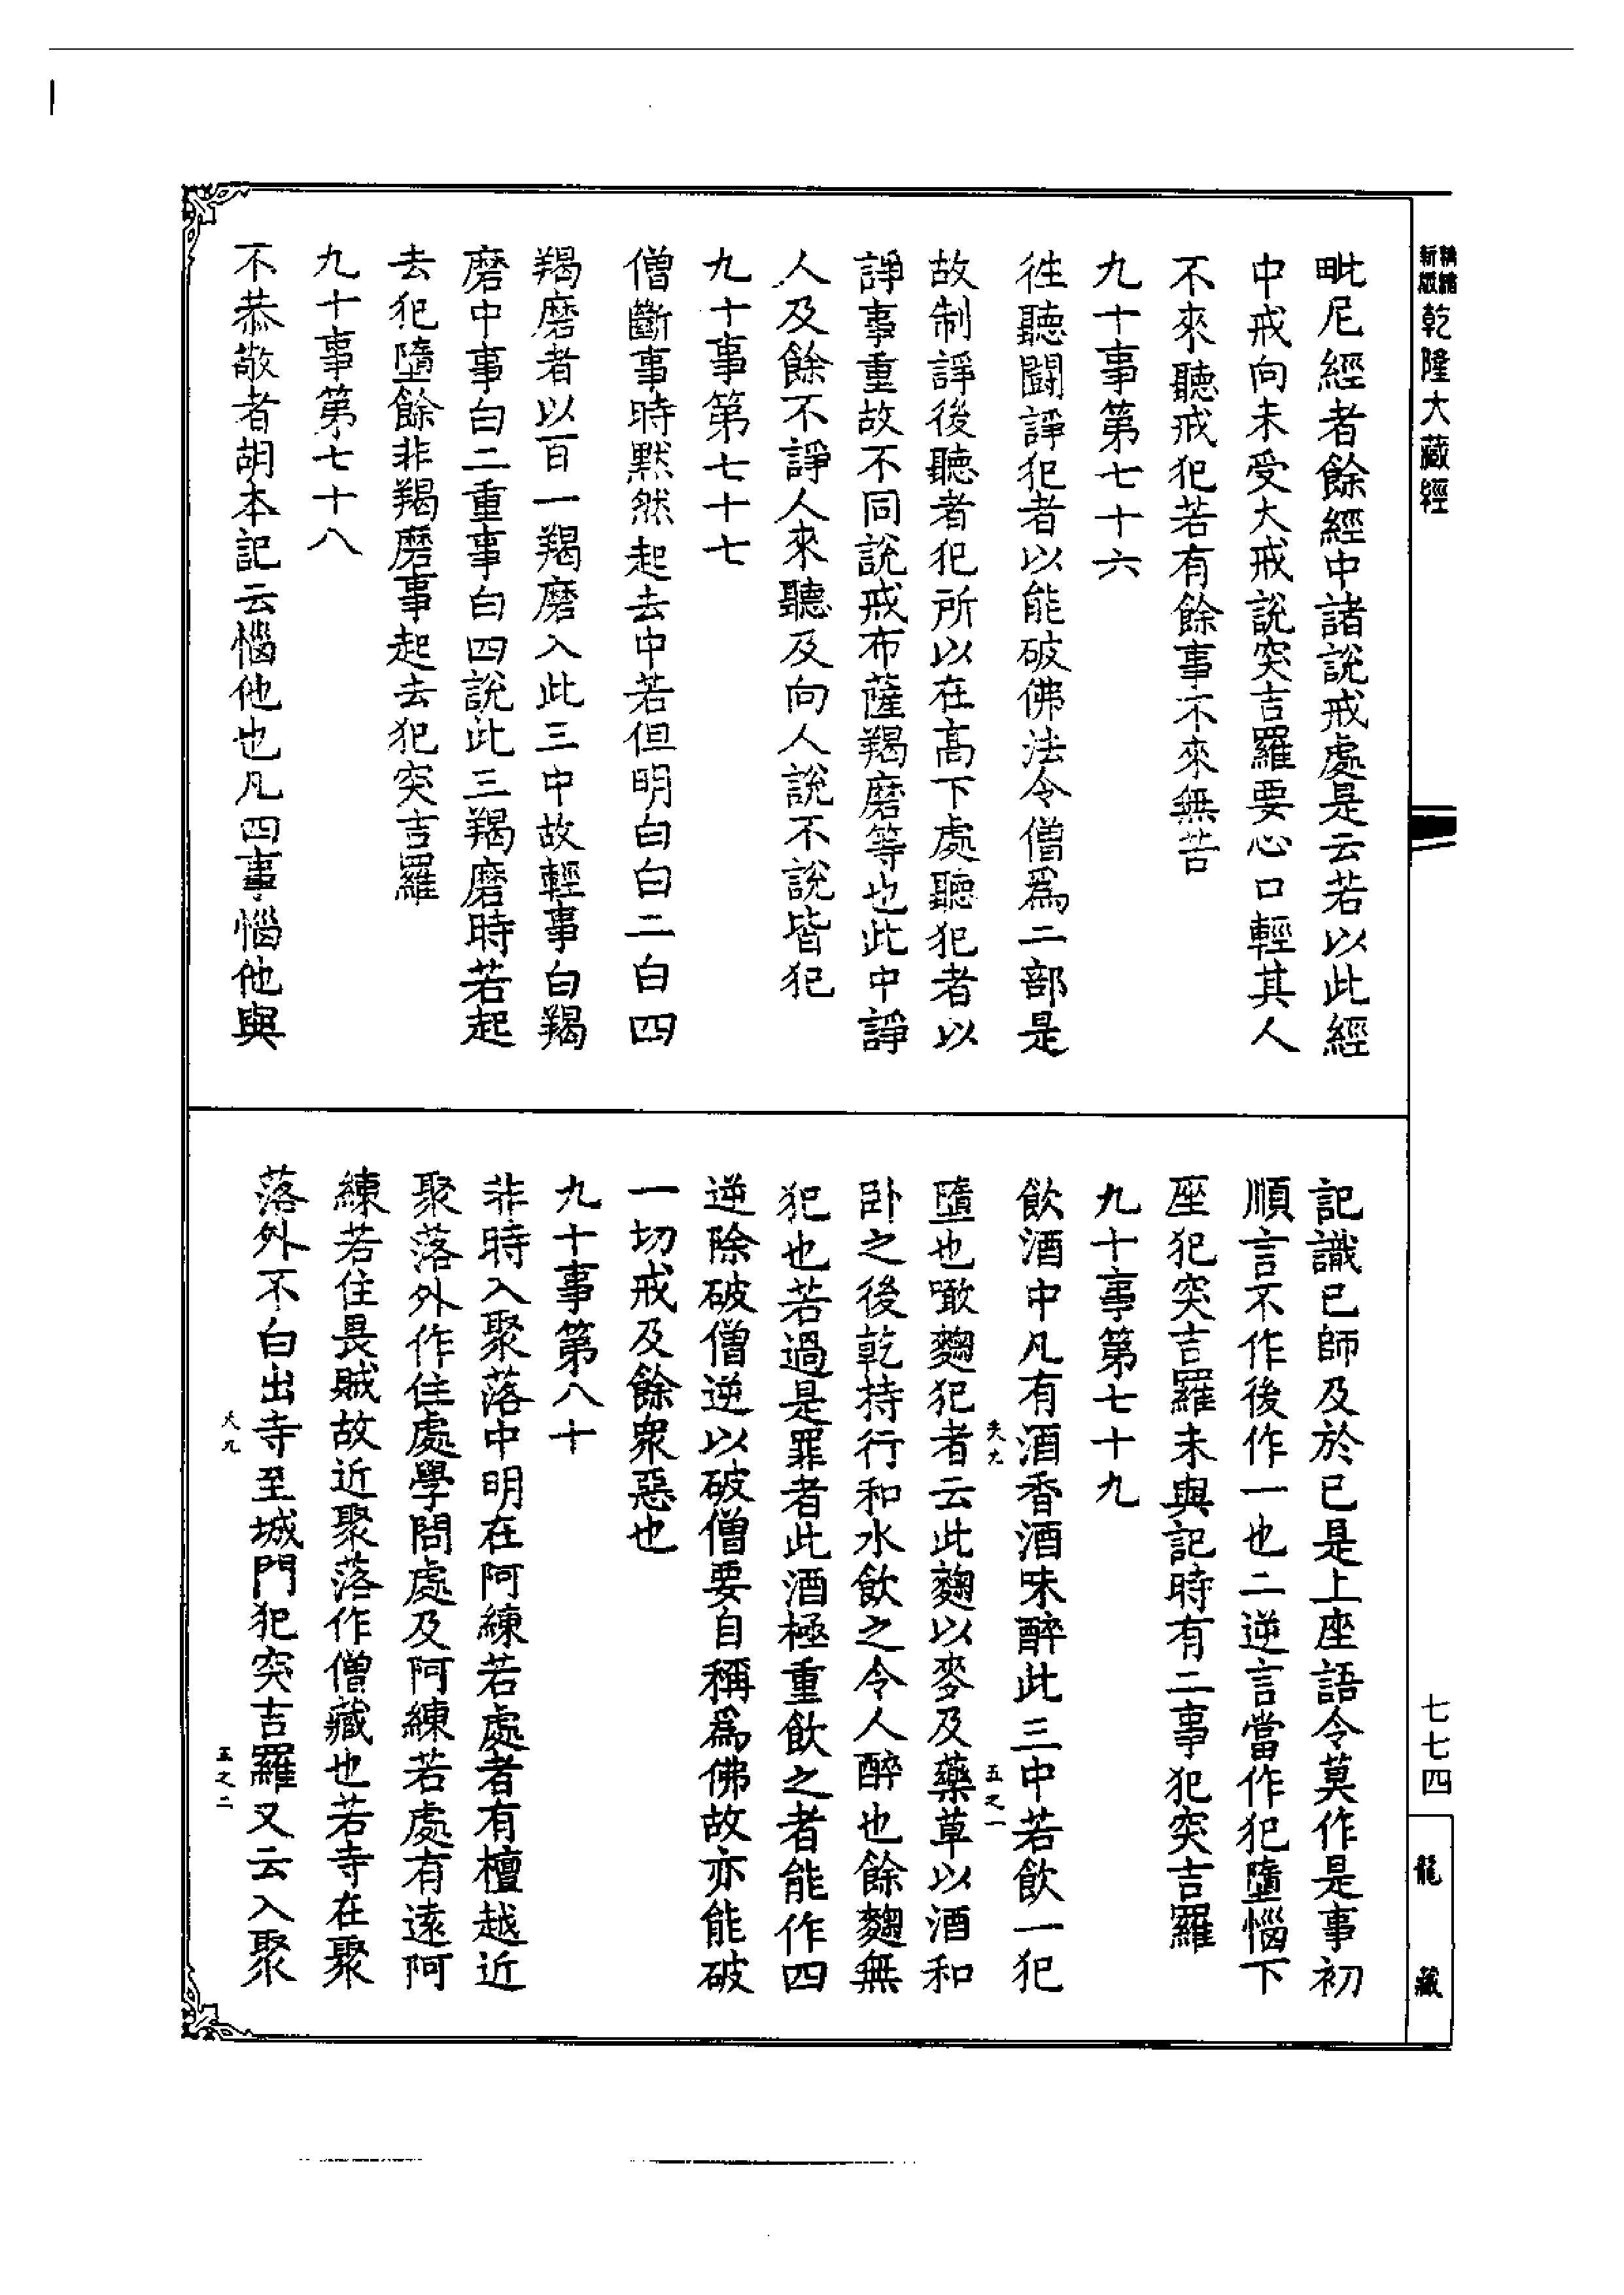 精縮新版乾隆大藏經
七七四
龍藏
毗尼經者餘經中諸說戒處是云若以此經
中戒向未受大戒說突吉羅要心口輕其人
不來聽戒犯若有餘事不來無苦
九十事第七十六
徃聽鬪諍犯者以能破佛法令僧爲二部是
故制諍後聽者犯所以在高下處聽犯者以
諍事重故不同說戒布薩羯磨等也此中諍
人及餘不諍人來聽及向人說不說皆犯
九十事第七十七
僧斷事時默然起去中若但明白白二白四
羯磨者以百一羯磨入此三中故輕事白羯
磨中事白二重事白四說此三羯磨時若起
去犯墮餘非羯磨事起去犯突吉羅
九十事第七十八
不恭敬者胡本記云惱他也凡四事惱他與
記識已師及於已是上座語令莫作是事初
順言不作後作一也二逆言當作犯墮惱下
座犯突吉羅未與記時有二事犯突吉羅
九十事第七十九
飲酒中凡有酒香酒味醉此三中若飲一犯
墮也噉麴犯者云此麴以麥及藥草以酒和
卧之後乾持行和水飲之令人醉也餘麴無
犯也若過是罪者此酒極重飲之者能作四
逆除破僧逆以破僧要自稱爲佛故亦能破
一切戒及餘衆惡也
九十事第八十
非時入聚落中明在阿練若處者有檀越近
聚落外作住處學問處及阿練若處有遠阿
練若住畏賊故近聚落作僧藏也若寺在聚
落外不白出寺至城門犯突吉羅又云入聚
五之一
五之二